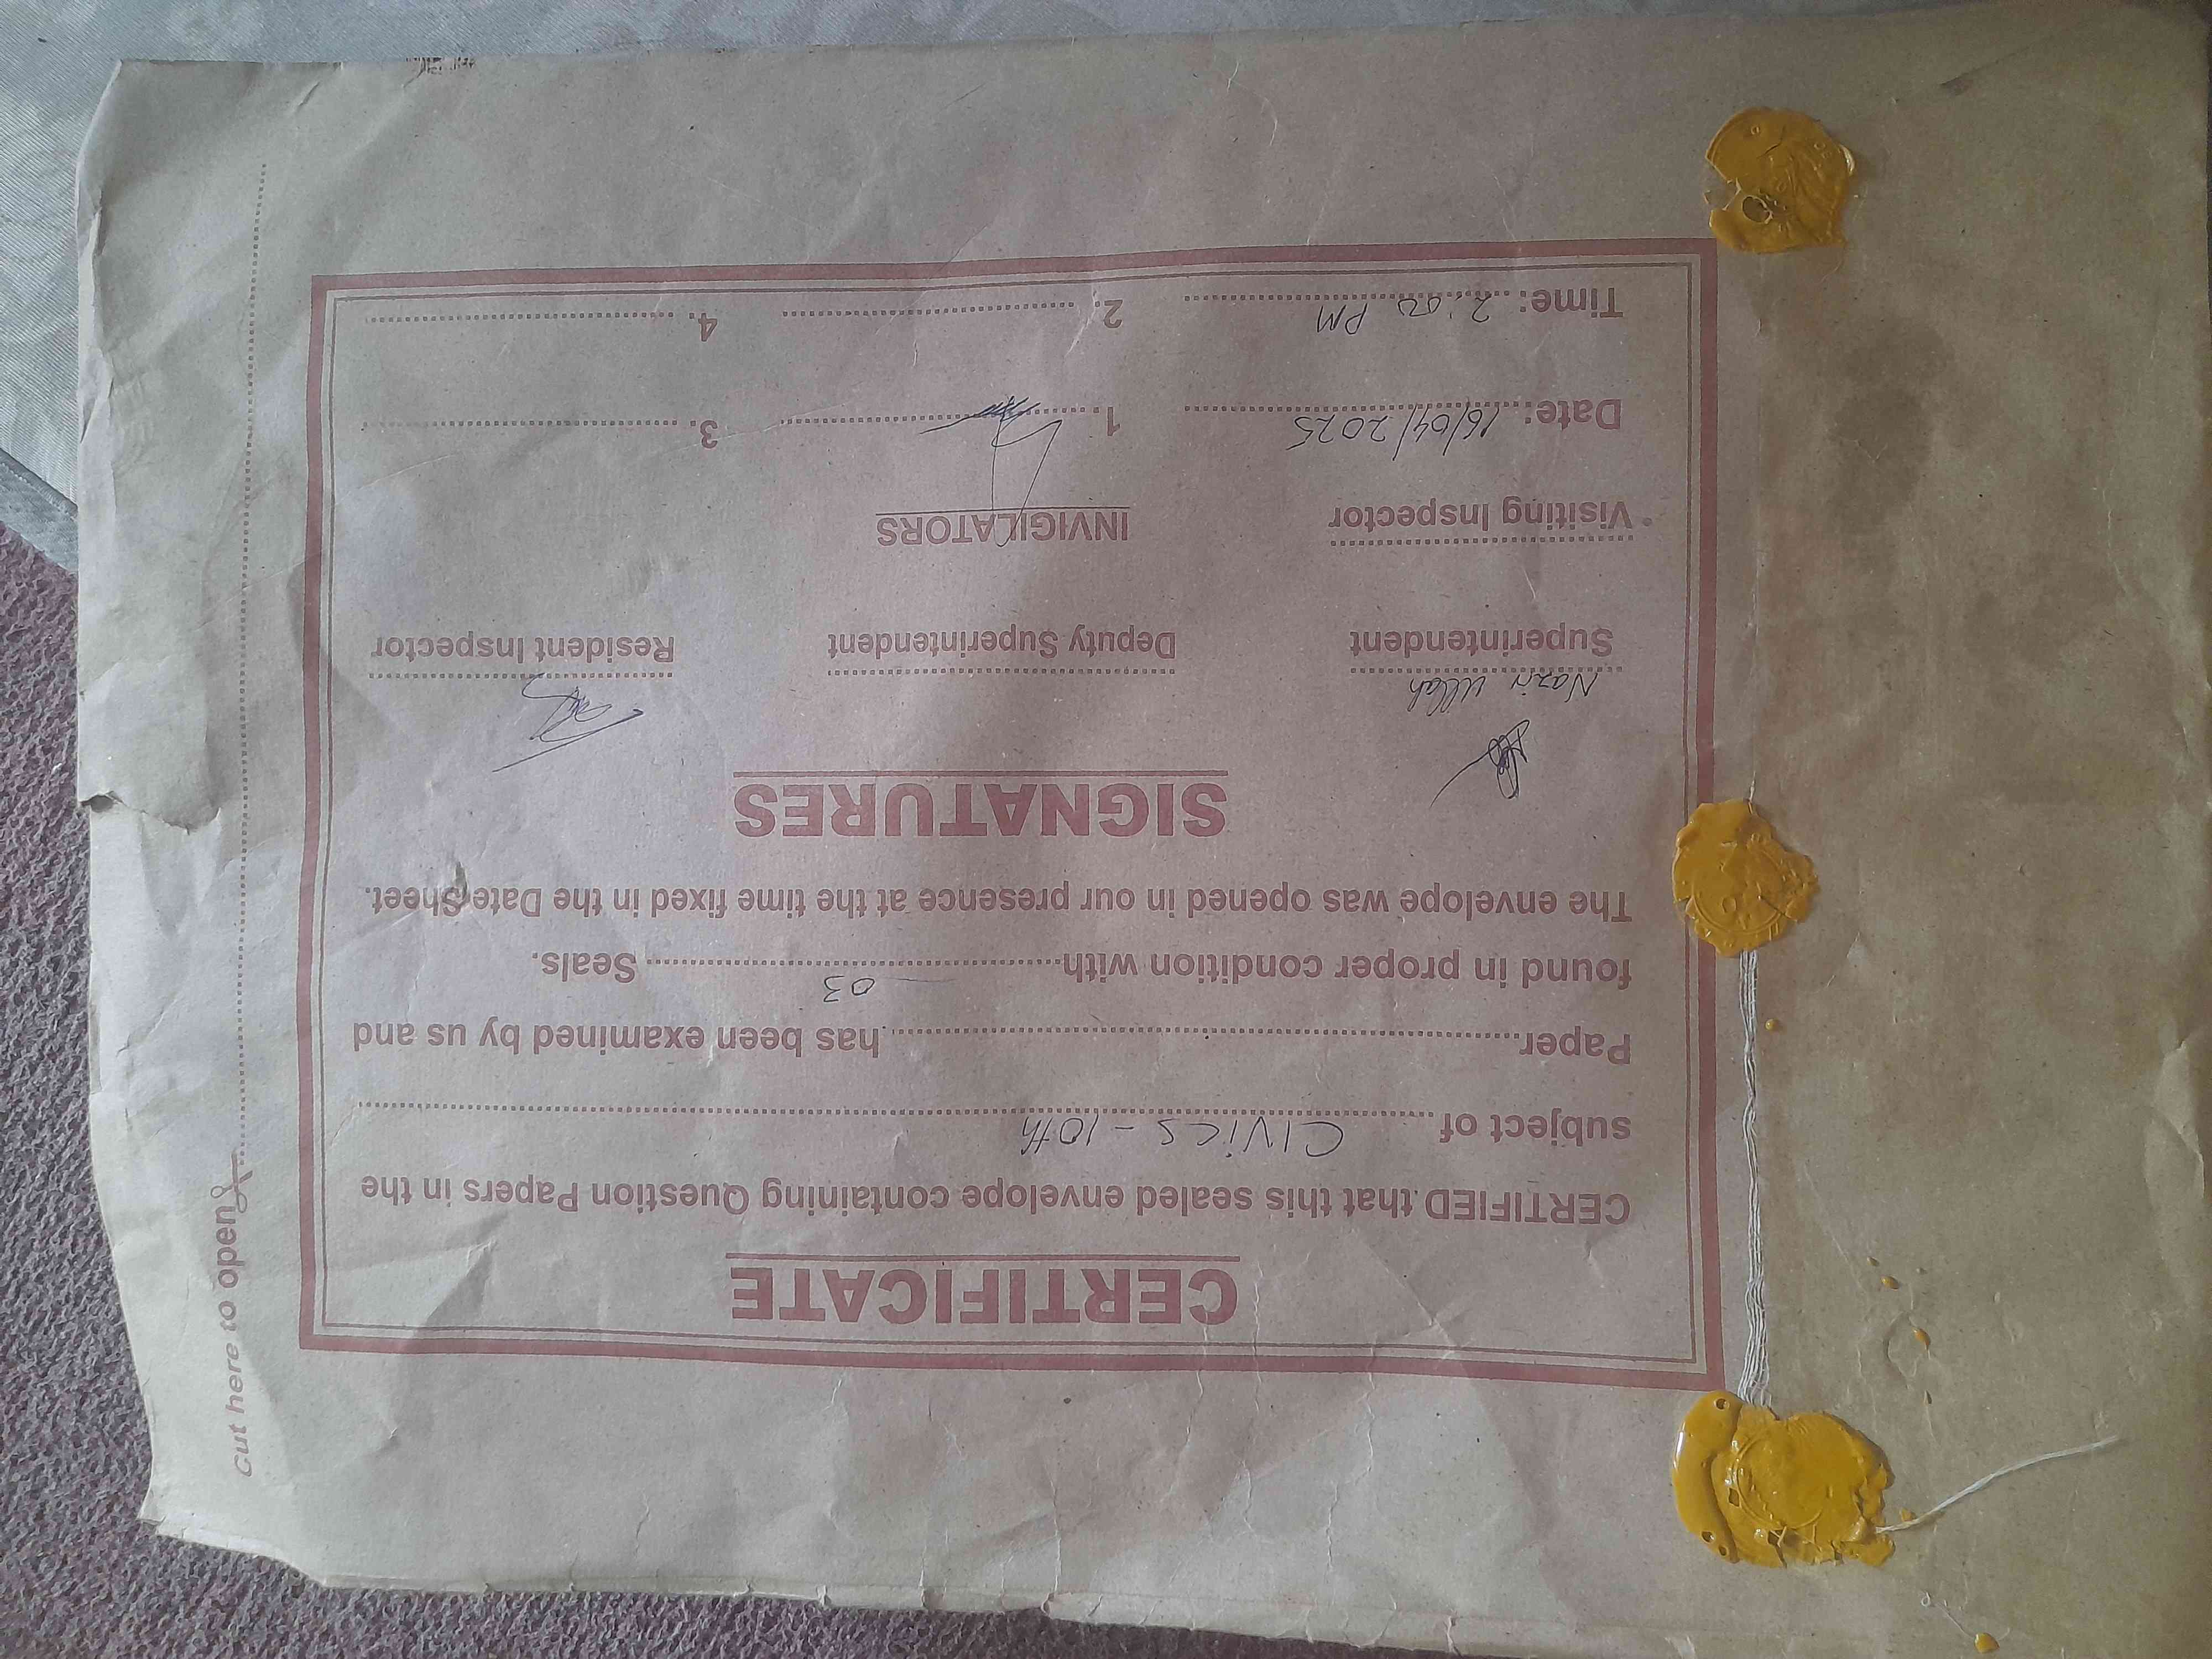 CERTIFICATE
CERTIFIED that this sealed envelope containing Question Papers in the
subject of CIVICS - 10th
Paper has been examined by us and
found in proper condition with 03 Seals.
The envelope was opened in our presence at the time fixed in the Date Sheet.
SIGNATURES
Nazir Ullah
Superintendent Deputy Superintendent Resident Inspector
Visiting Inspector INVIGILATORS
Date: 16/04/2025 1. 3.
Time: 2:00 PM 2. 4.
Cut here to open